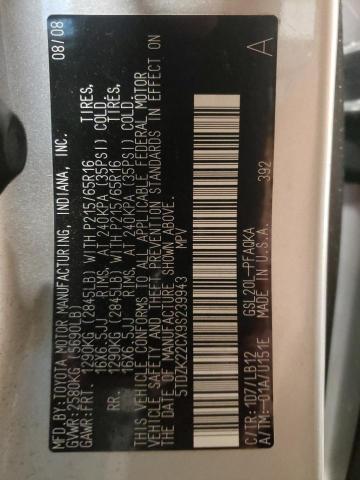 MFD.BY:TOYOTA MOTOR MANUFACTURING, INDIANA, INC. 08/08
GVWR:2580KG (5690LB)
GAWR:FRT. 1290KG (2845LB) WITH P215/65R16 TIRES,
16X6.5JJ RIMS, AT 240KPA (35PSI) COLD
RR. 1290KG (2845LB) WITH P215/65R16 TIRES,
16X6.5JJ RIMS, AT 240KPA (35PSI) COLD
THIS VEHICLE CONFORMS TO ALL APPLICABLE FEDERAL MOTOR
VEHICLE SAFETY AND THEFT PREVENTION STANDARDS IN EFFECT ON
THE DATE OF MANUFACTURE SHOWN ABOVE.
5TDZK22CX9S239943 MPV
C/TR:1D7/LB12 GSL20L-PFAQKA 392 A
A/TM:-01A/U151E MADE IN U.S.A.